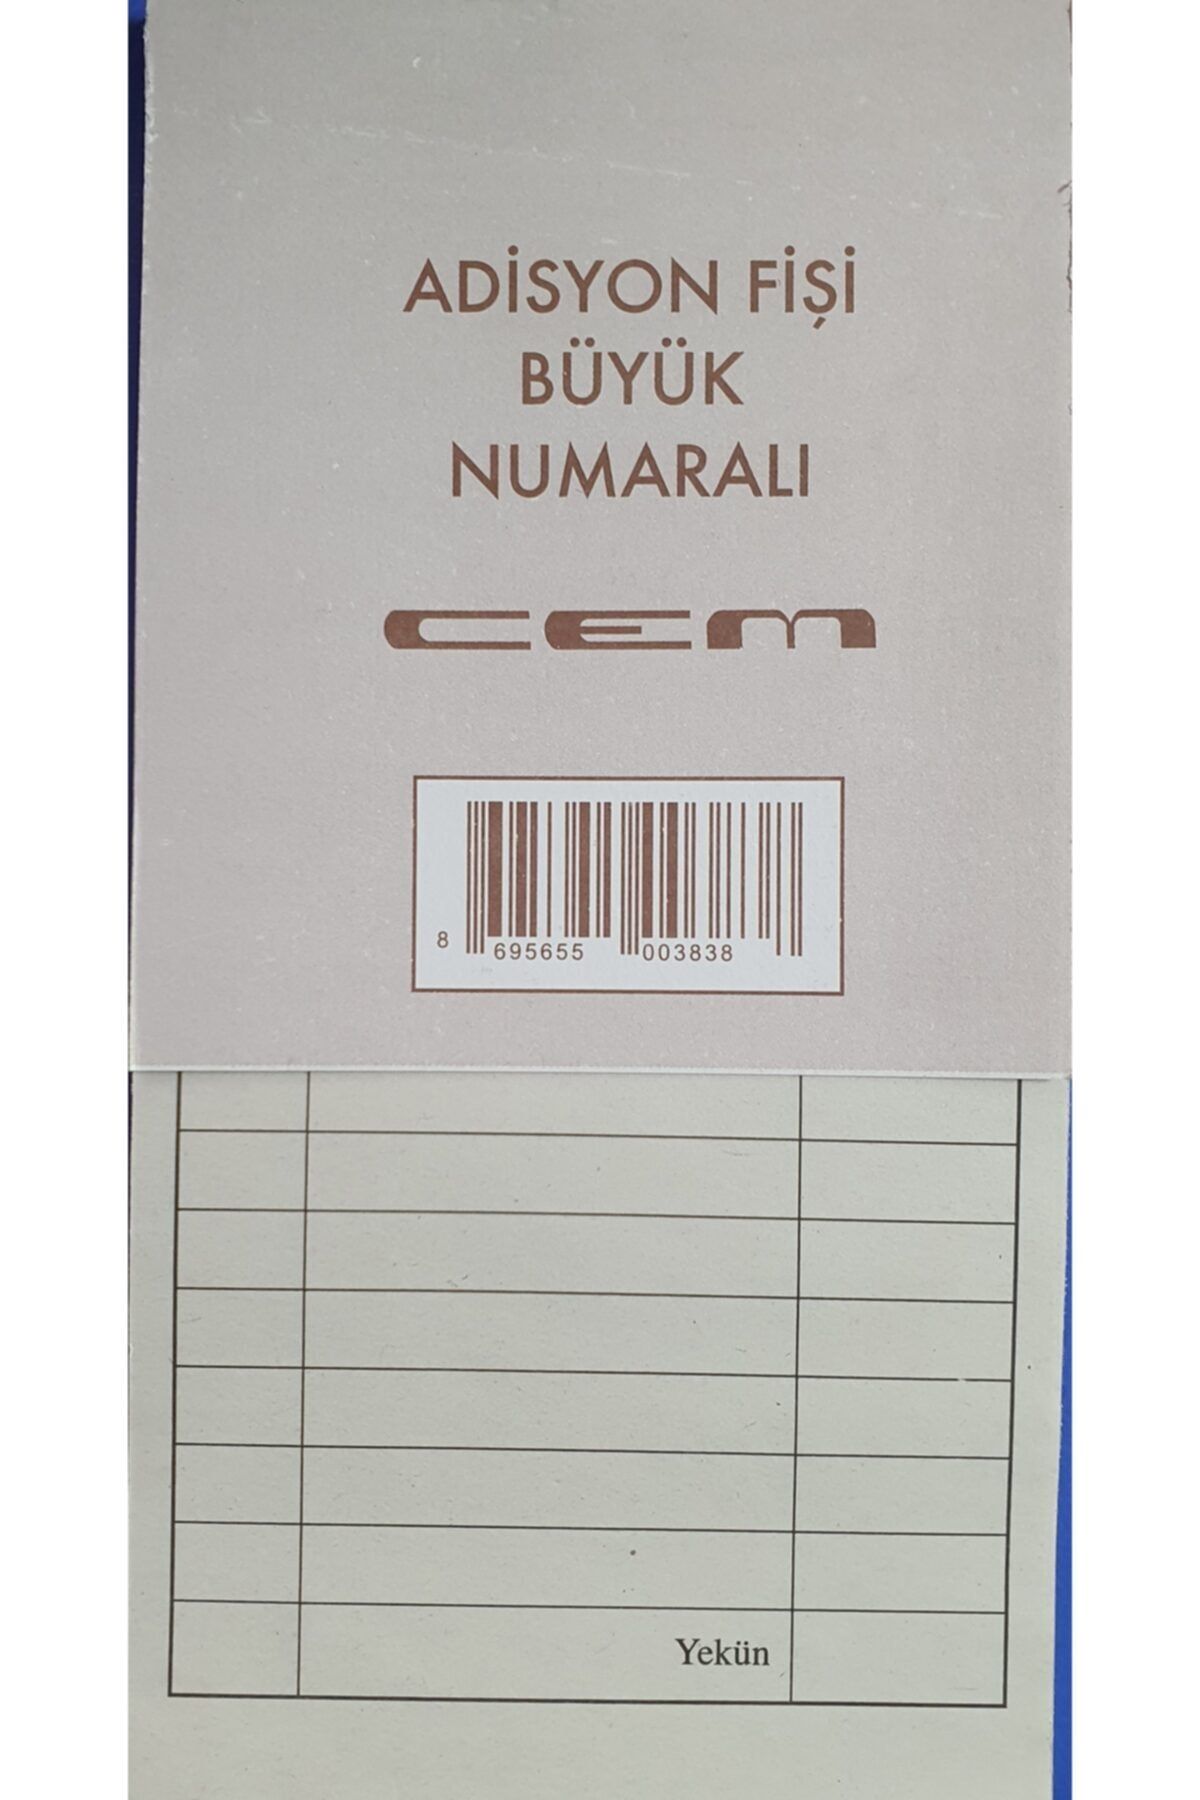 ADİSYON FİŞİ
BÜYÜK
NUMARALI
CEM
8 695655 003838
Yekün